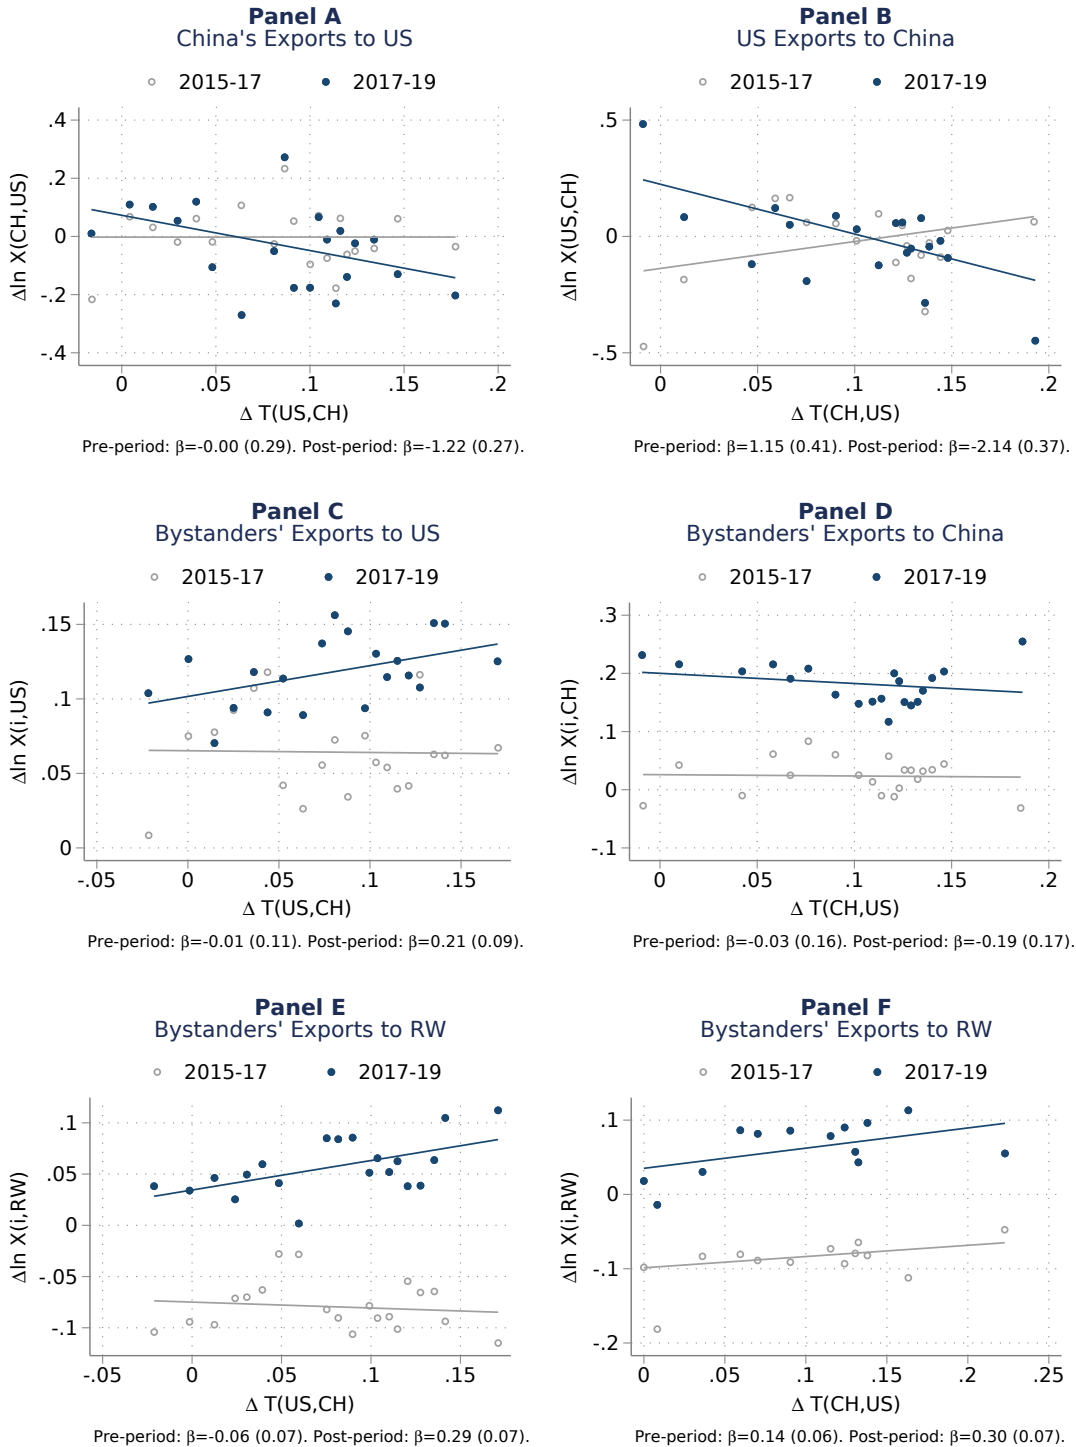 Panel A
China's Exports to US
2015-17 2017-19
.4
.2
0
-.2
-.4
Δln X(CH,US)
0 .05 .1 .15 .2
Δ T(US,CH)
Pre-period: β=-0.00 (0.29). Post-period: β=-1.22 (0.27).
Panel B
US Exports to China
2015-17 2017-19
.5
0
-.5
Δln X(US,CH)
0 .05 .1 .15 .2
Δ T(CH,US)
Pre-period: β=1.15 (0.41). Post-period: β=-2.14 (0.37).
Panel C
Bystanders' Exports to US
2015-17 2017-19
.15
.1
.05
0
Δln X(i,US)
-.05 0 .05 .1 .15
Δ T(US,CH)
Pre-period: β=-0.01 (0.11). Post-period: β=0.21 (0.09).
Panel D
Bystanders' Exports to China
2015-17 2017-19
.3
.2
.1
0
-.1
Δln X(i,CH)
0 .05 .1 .15 .2
Δ T(CH,US)
Pre-period: β=-0.03 (0.16). Post-period: β=-0.19 (0.17).
Panel E
Bystanders' Exports to RW
2015-17 2017-19
.1
.05
0
-.05
-.1
Δln X(i,RW)
-.05 0 .05 .1 .15
Δ T(US,CH)
Pre-period: β=-0.06 (0.07). Post-period: β=0.29 (0.07).
Panel F
Bystanders' Exports to RW
2015-17 2017-19
.1
0
-.1
-.2
Δln X(i,RW)
0 .05 .1 .15 .2 .25
Δ T(CH,US)
Pre-period: β=0.14 (0.06). Post-period: β=0.30 (0.07).